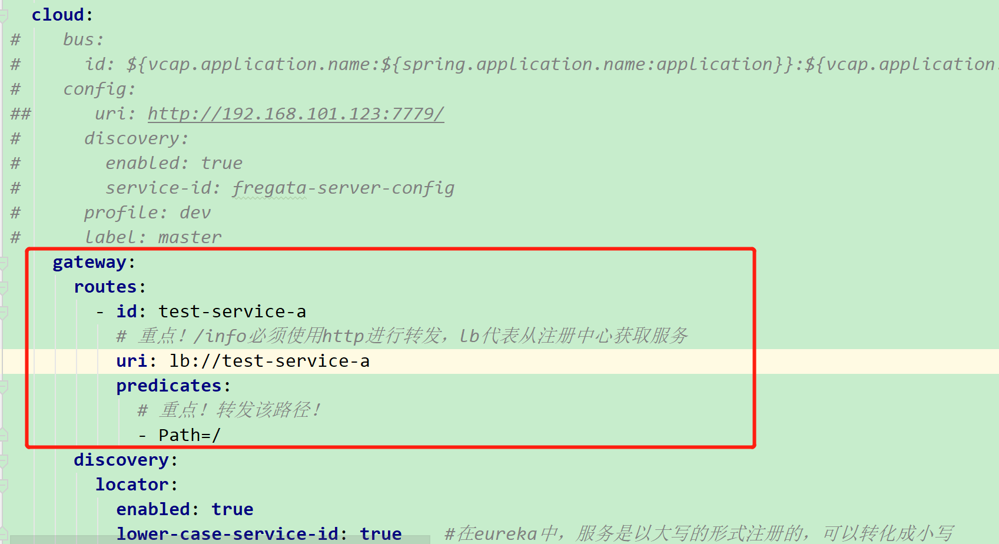 cloud:
# bus:
# id: ${vcap.application.name:${spring.application.name:application}}:${vcap.application.
# config:
## uri: http://192.168.101.123:7779/
# discovery:
# enabled: true
# service-id: fregata-server-config
# profile: dev
# label: master
gateway:
routes:
- id: test-service-a
# 重点！/info必须使用http进行转发，lb代表从注册中心获取服务
uri: lb://test-service-a
predicates:
# 重点！转发该路径！
- Path=/
discovery:
locator:
enabled: true
lower-case-service-id: true #在eureka中，服务是以大写的形式注册的，可以转化成小写